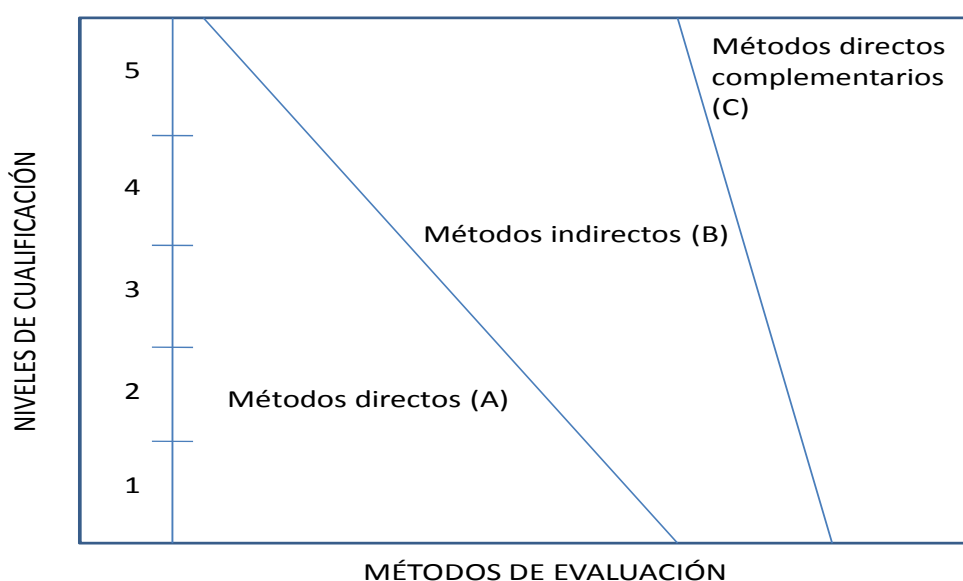 NIVELES DE CUALIFICACIÓN
5
4
3
2
1
Métodos directos
complementarios
(C)
Métodos indirectos (B)
Métodos directos (A)
MÉTODOS DE EVALUACIÓN